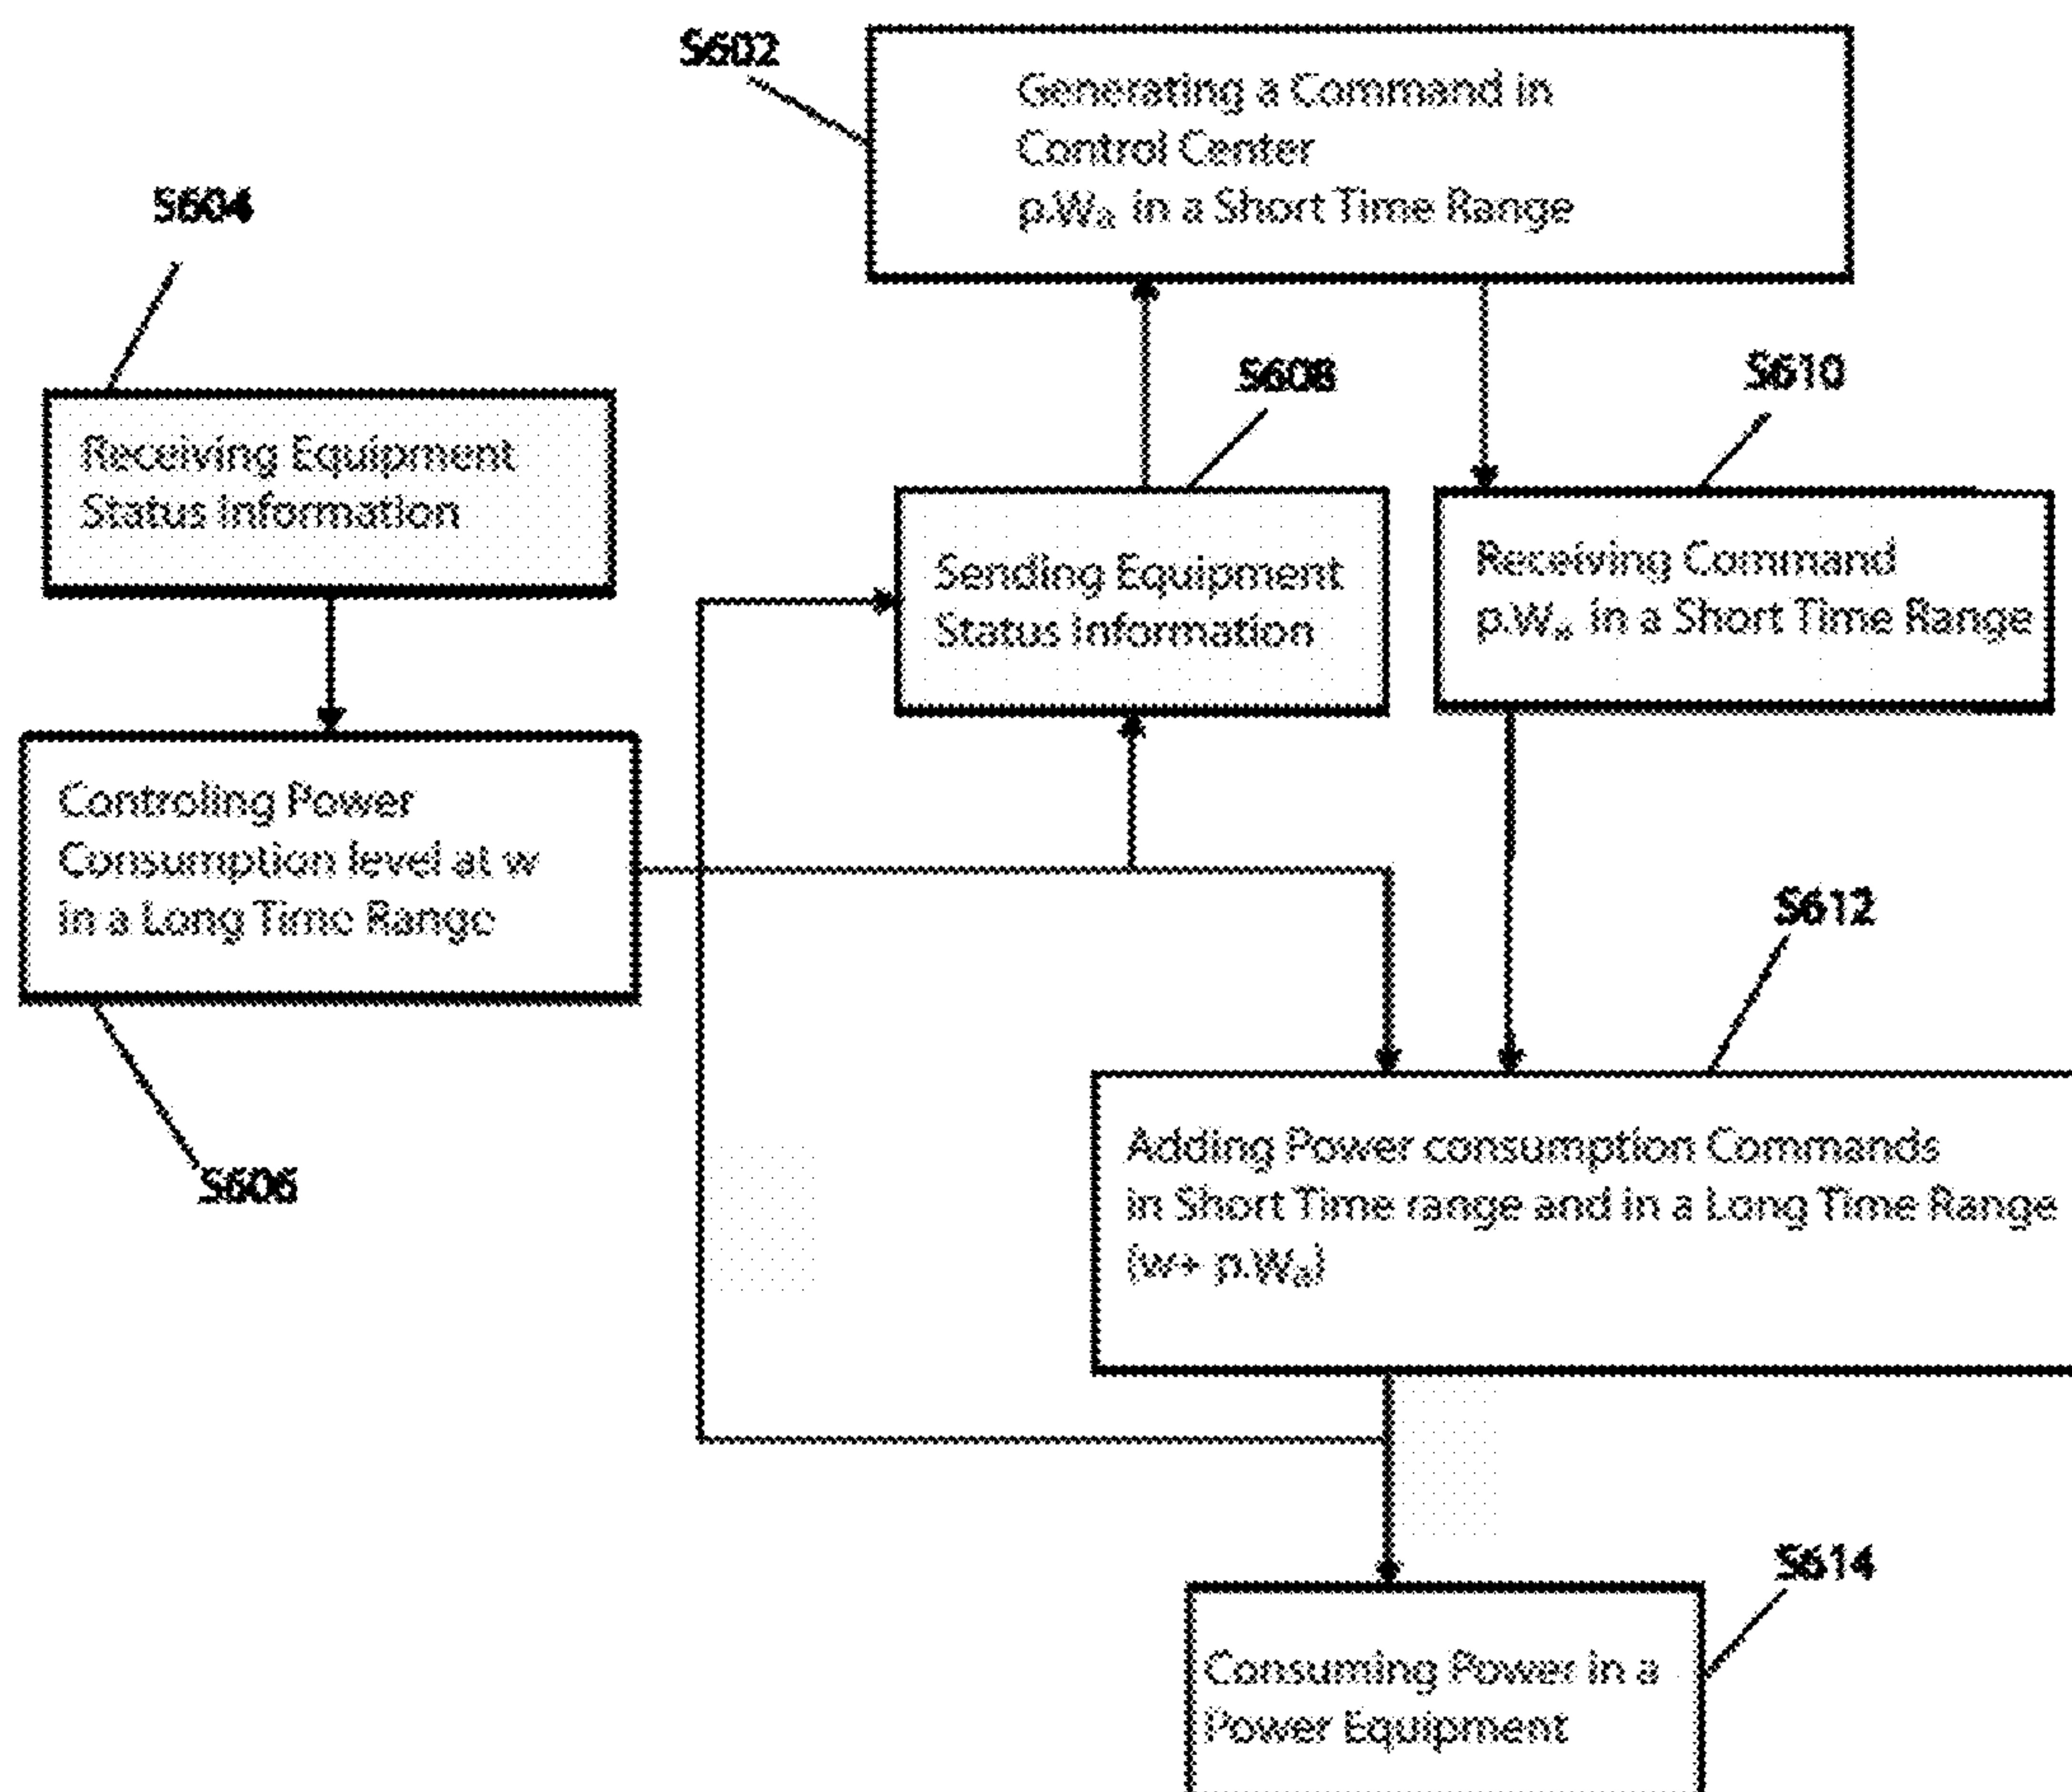 S602
Generating a Command in
Control Center
p.Wₐ in a Short Time Range
S604
Receiving Equipment
Status Information
S608
S610
Sending Equipment
Status Information
Receiving Command
p.Wₐ in a Short Time Range
Controling Power
Consumption level at w
in a Long Time Range
S606
S612
Adding Power consumption Commands
in Short Time range and in a Long Time Range
(w+ p.Wₐ)
S614
Consuming Power in a
Power Equipment